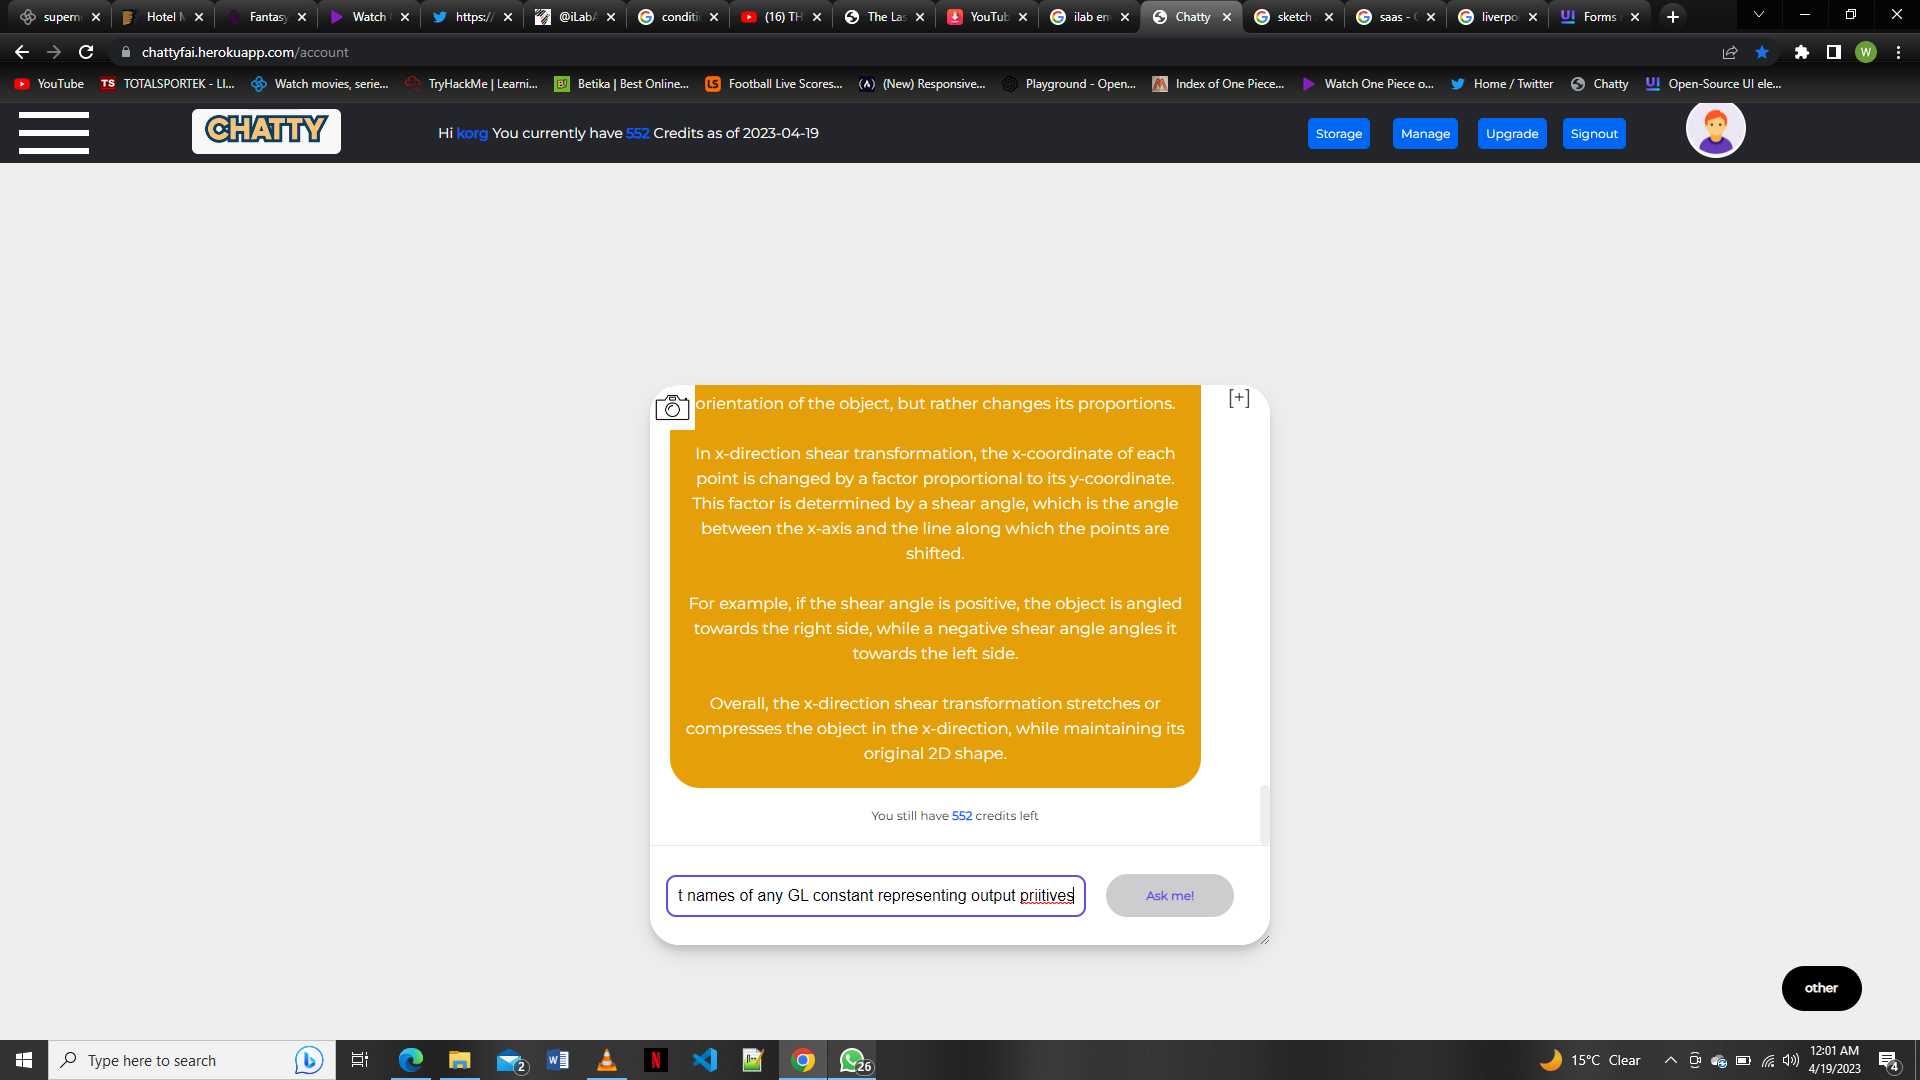 superne
Hotel M
Fantasy
Watch
https:/
@iLabA
conditio
(16) TH
The Las
YouTub
ilab env
Chatty
sketch
saas - G
liverpoo
Forms
chattyfai.herokuapp.com/account
W
YouTube
TS TOTALSPORTEK - LI...
Watch movies, serie...
TryHackMe | Learni...
B! Betika | Best Online...
LS Football Live Scores...
(New) Responsive...
Playground - Open...
Index of One Piece...
Watch One Piece o...
Home / Twitter
Chatty
UI Open-Source UI ele...
CHATTY
Hi korg You currently have 552 Credits as of 2023-04-19
Storage
Manage
Upgrade
Signout
[+]
orientation of the object, but rather changes its proportions.
In x-direction shear transformation, the x-coordinate of each
point is changed by a factor proportional to its y-coordinate.
This factor is determined by a shear angle, which is the angle
between the x-axis and the line along which the points are
shifted.
For example, if the shear angle is positive, the object is angled
towards the right side, while a negative shear angle angles it
towards the left side.
Overall, the x-direction shear transformation stretches or
compresses the object in the x-direction, while maintaining its
original 2D shape.
You still have 552 credits left
t names of any GL constant representing output priitives
Ask me!
other
Type here to search
2
N
26
15°C Clear
12:01 AM
4/19/2023
4